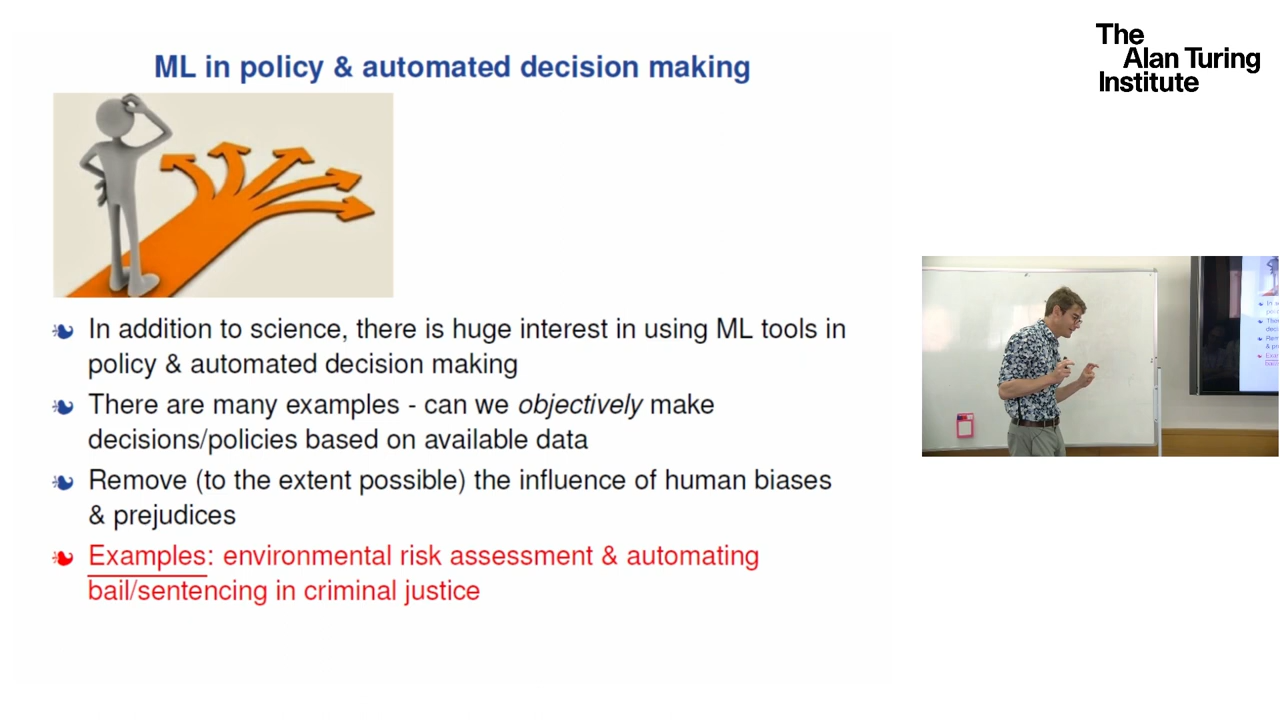 ML in policy & automated decision making
In addition to science, there is huge interest in using ML tools in
policy & automated decision making
There are many examples - can we objectively make
decisions/policies based on available data
Remove (to the extent possible) the influence of human biases
& prejudices
Examples: environmental risk assessment & automating
bail/sentencing in criminal justice
The
Alan Turing
Institute